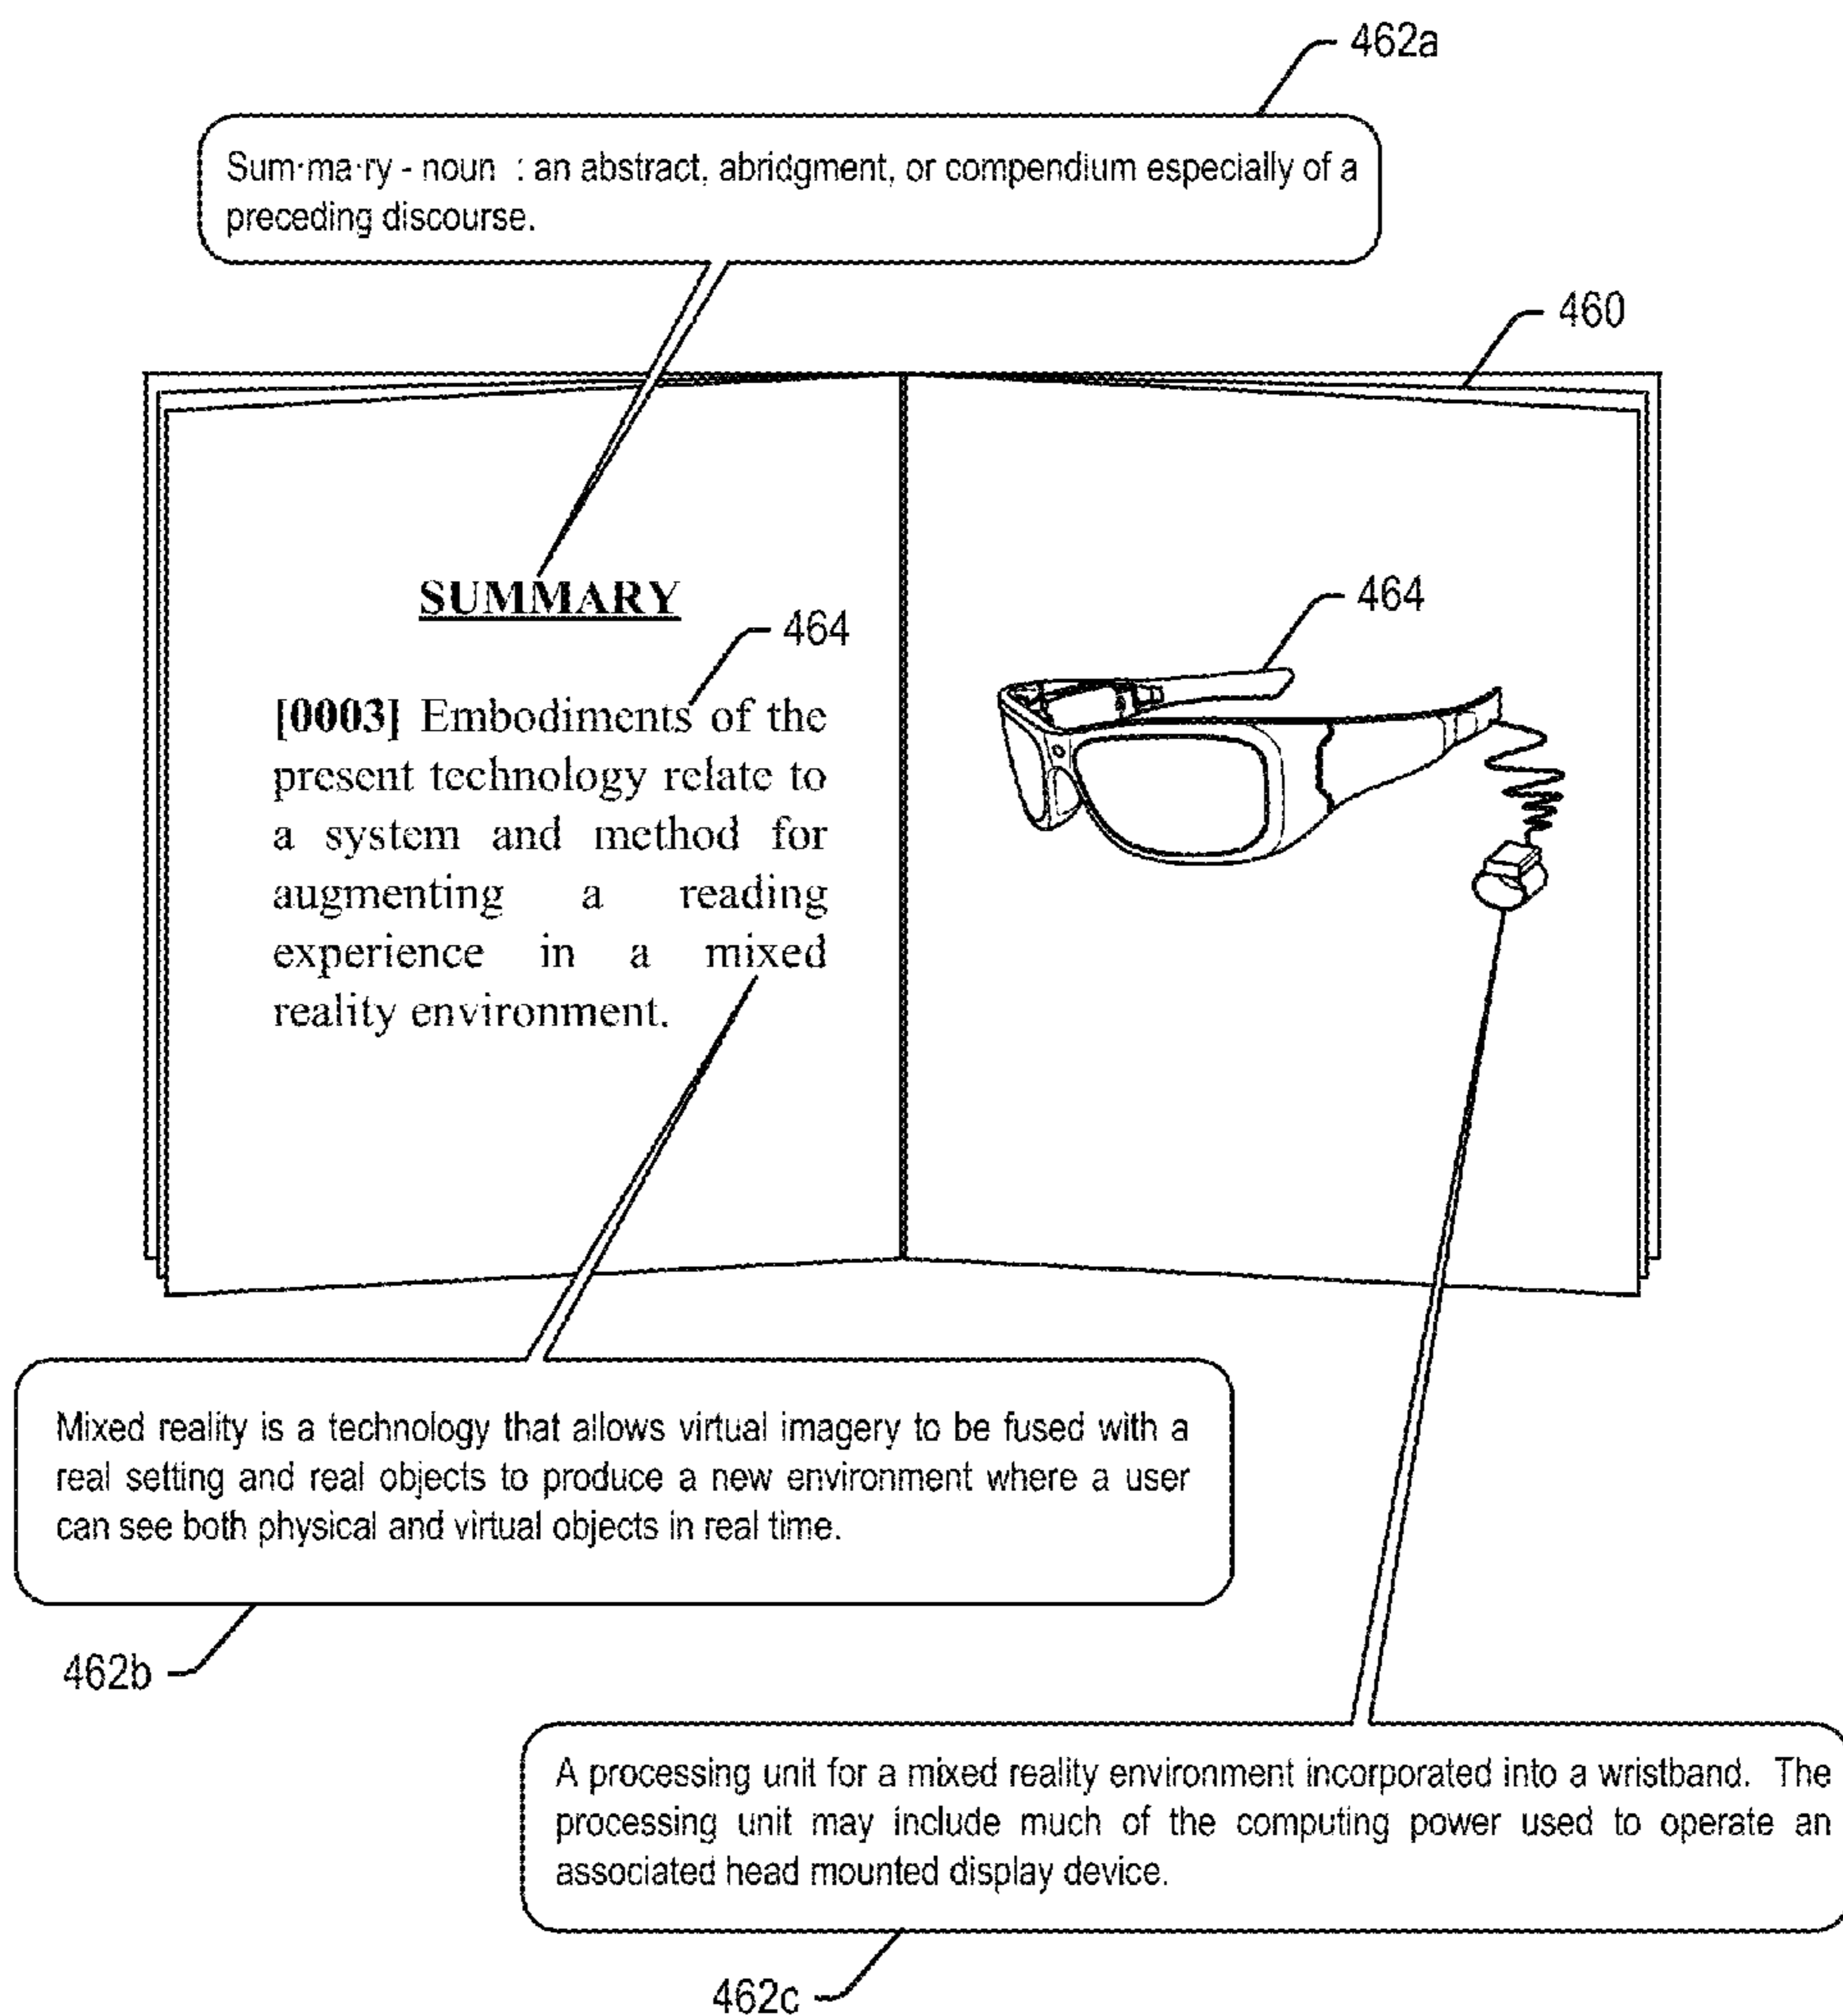 462a
Sum·ma·ry - noun : an abstract, abridgment, or compendium especially of a
preceding discourse.
460
SUMMARY
464
464
[0003] Embodiments of the
present technology relate to
a system and method for
augmenting a reading
experience in a mixed
reality environment.
Mixed reality is a technology that allows virtual imagery to be fused with a
real setting and real objects to produce a new environment where a user
can see both physical and virtual objects in real time.
462b
A processing unit for a mixed reality environment incorporated into a wristband. The
processing unit may include much of the computing power used to operate an
associated head mounted display device.
462c